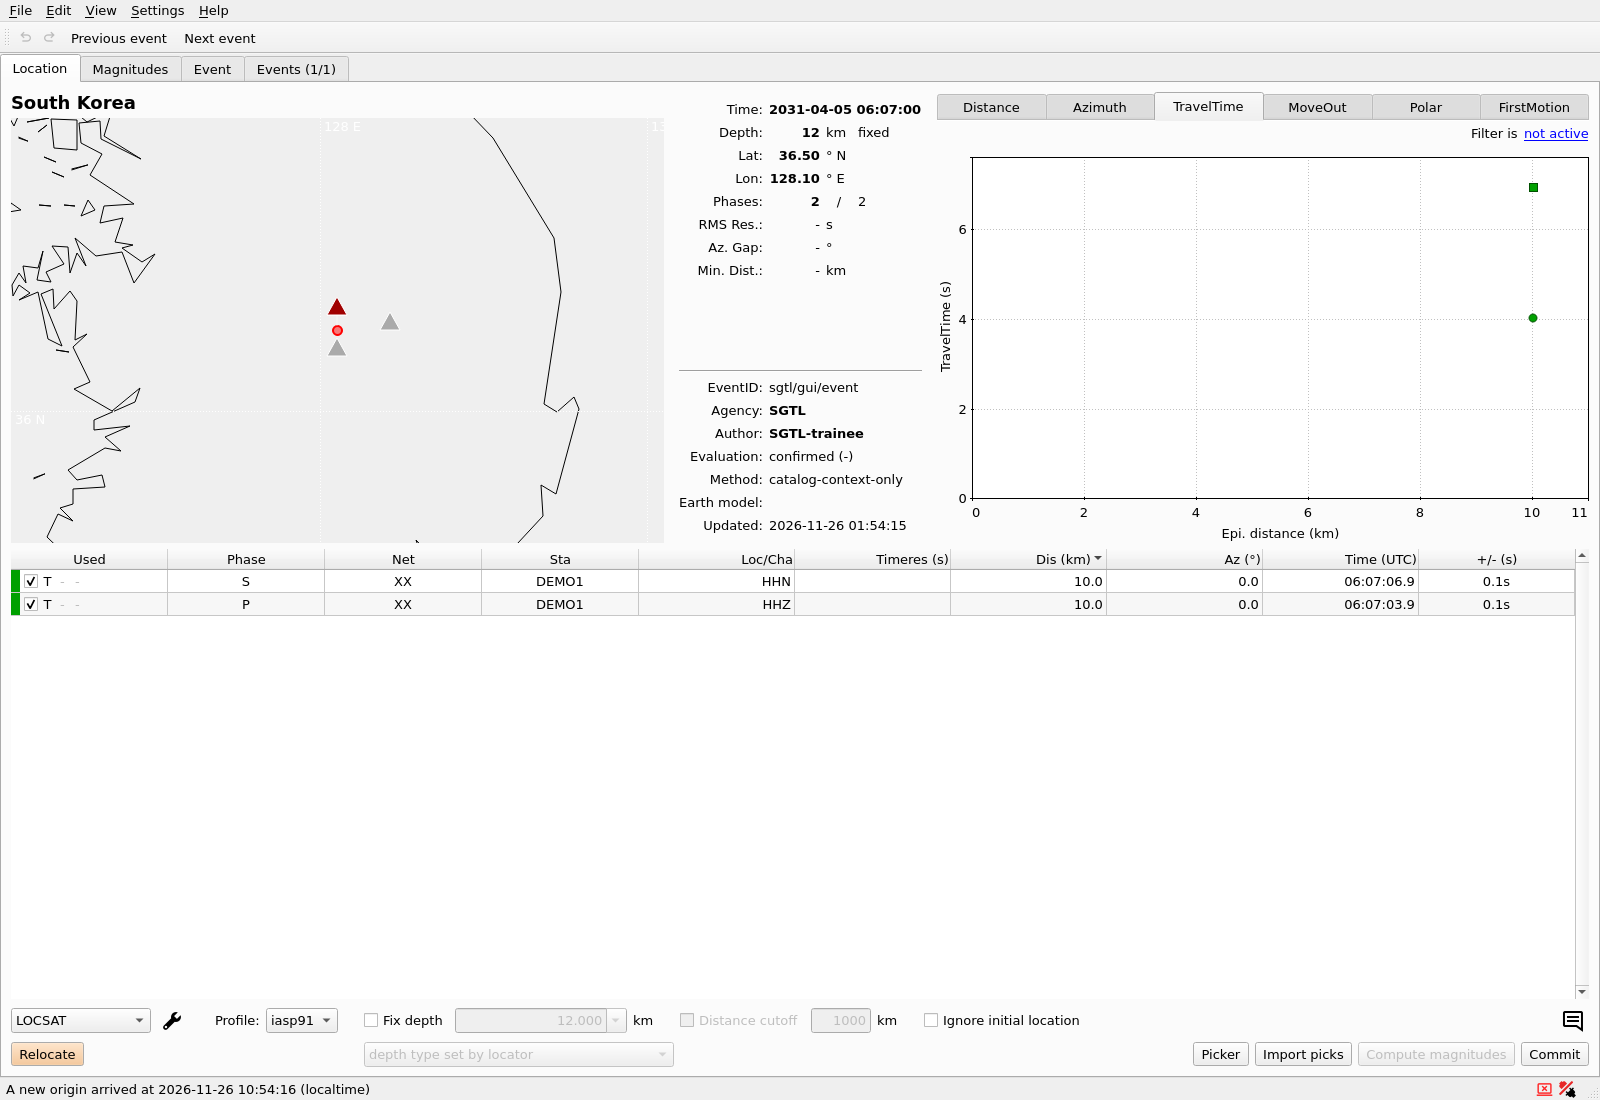 File Edit View Settings Help
Previous event Next event
Location Magnitudes Event Events (1/1)
South Korea
128 E
13
36 N
Time: 2031-04-05 06:07:00
Depth: 12 km fixed
Lat: 36.50 ° N
Lon: 128.10 ° E
Phases: 2 / 2
RMS Res.: - s
Az. Gap: - °
Min. Dist.: - km
EventID: sgtl/gui/event
Agency: SGTL
Author: SGTL-trainee
Evaluation: confirmed (-)
Method: catalog-context-only
Earth model:
Updated: 2026-11-26 01:54:15
Distance Azimuth TravelTime MoveOut Polar FirstMotion
Filter is not active
TravelTime (s)
6
4
2
0
0 2 4 6 8 10 11
Epi. distance (km)
Used Phase Net Sta Loc/Cha Timeres (s) Dis (km) Az (°) Time (UTC) +/- (s)
T - - S XX DEMO1 HHN 10.0 0.0 06:07:06.9 0.1s
T - - P XX DEMO1 HHZ 10.0 0.0 06:07:03.9 0.1s
LOCSAT Profile: iasp91 Fix depth 12.000 km Distance cutoff 1000 km Ignore initial location
Relocate depth type set by locator Picker Import picks Compute magnitudes Commit
A new origin arrived at 2026-11-26 10:54:16 (localtime)